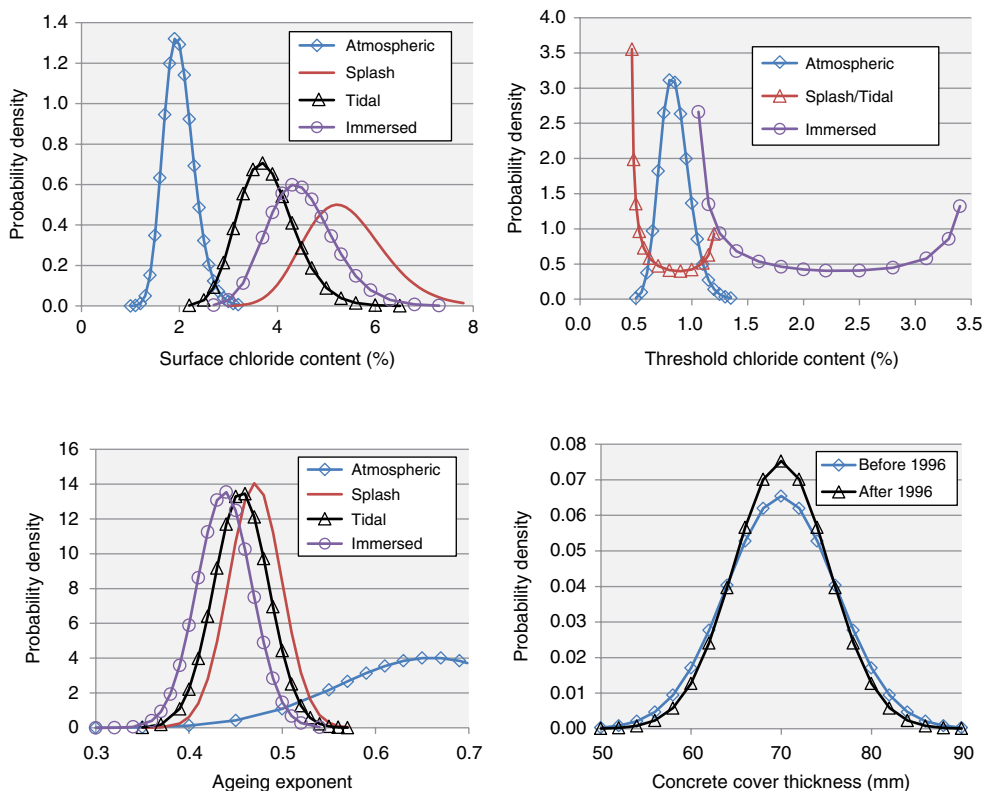 1.4
1.2
1.0
0.8
0.6
0.4
0.2
0.0
0
2
4
6
8
Probability density
Surface chloride content (%)
Atmospheric
Splash
Tidal
Immersed
4.0
3.5
3.0
2.5
2.0
1.5
1.0
0.5
0.0
0.0
0.5
1.0
1.5
2.0
2.5
3.0
3.5
Probability density
Threshold chloride content (%)
Atmospheric
Splash/Tidal
Immersed
16
14
12
10
8
6
4
2
0
0.3
0.4
0.5
0.6
0.7
Probability density
Ageing exponent
Atmospheric
Splash
Tidal
Immersed
0.08
0.07
0.06
0.05
0.04
0.03
0.02
0.01
0.00
50
60
70
80
90
Probability density
Concrete cover thickness (mm)
Before 1996
After 1996